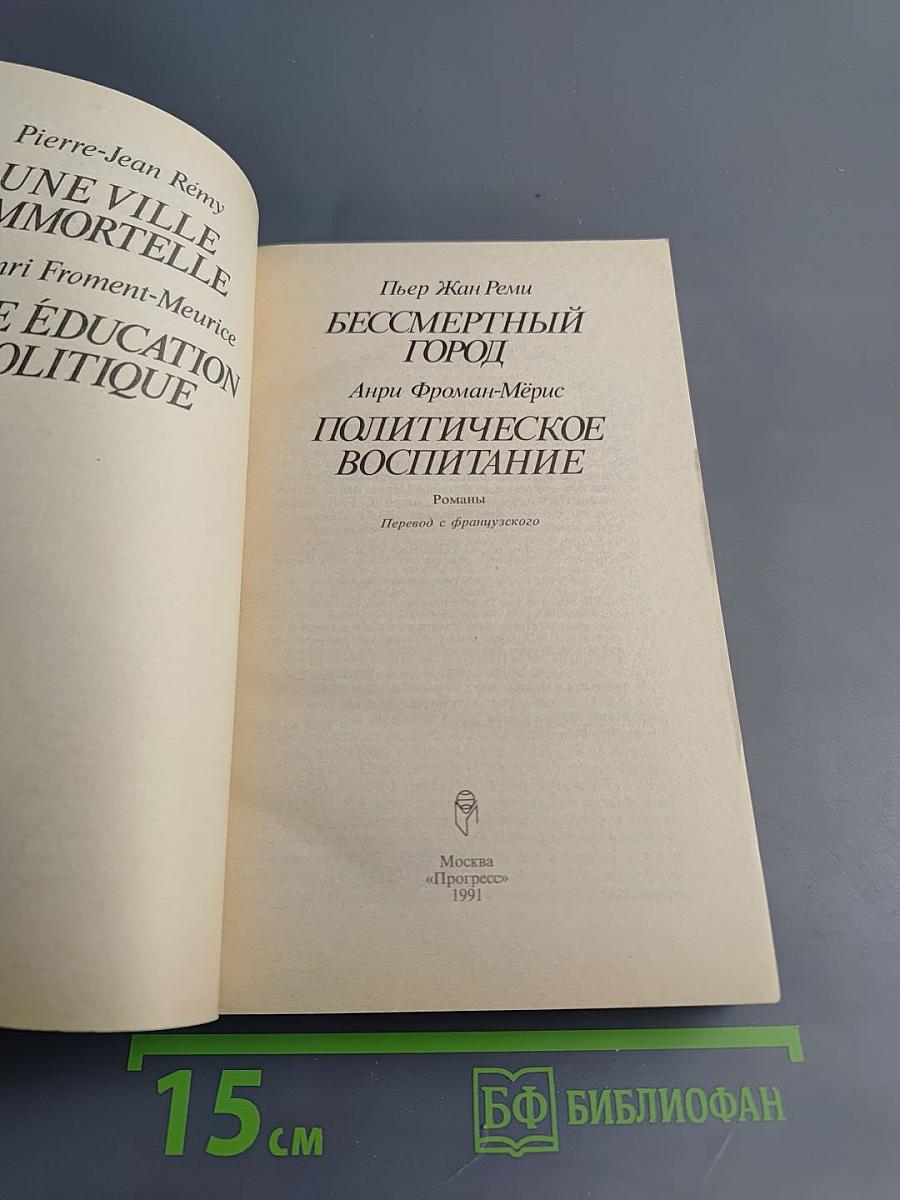 Pierre-Jean Rémy
UNE VILLE
MMORTELLE
nri Froment-Meurice
E ÉDUCATION
OLITIQUE
Пьер Жан Реми
БЕССМЕРТНЫЙ
ГОРОД
Анри Фроман-Мёрис
ПОЛИТИЧЕСКОЕ
ВОСПИТАНИЕ
Романы
Перевод с французского
Москва
«Прогресс»
1991
15 см
БФ БИБЛИОФАН